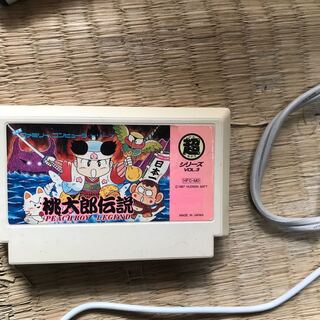 ファミリーコンピュータ
日本一
桃太郎伝説
PEACHBOY LEGEND
超
シリーズ
VOL.3
HFC-MD
©1987 HUDSON SOFT
MADE IN JAPAN